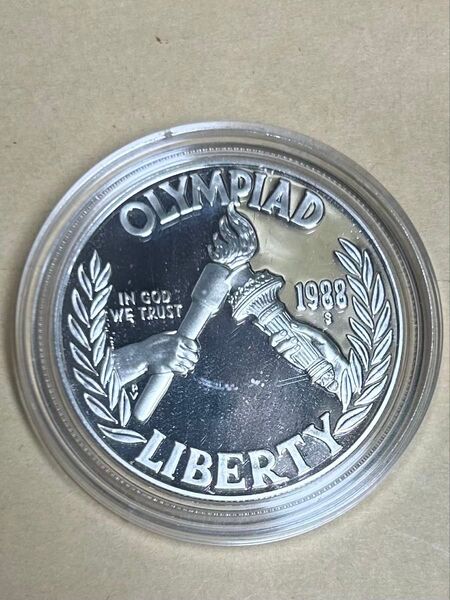 OLYMPIAD
IN GOD
WE TRUST
1988
S
LIBERTY